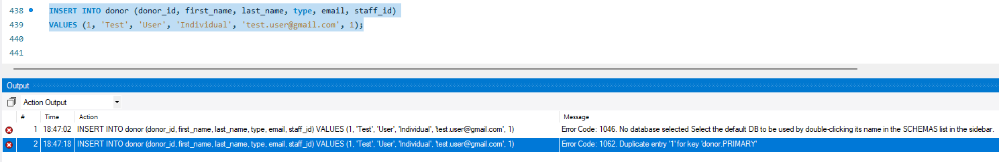 438 INSERT INTO donor (donor_id, first_name, last_name, type, email, staff_id)
439 VALUES (1, 'Test', 'User', 'Individual', 'test.user@gmail.com', 1);
440
441
Output
Action Output
# Time Action Message
1 18:47:02 INSERT INTO donor (donor_id, first_name, last_name, type, email, staff_id) VALUES (1, 'Test', 'User', 'Individual', 'test.user@gmail.com', 1) Error Code: 1046. No database selected Select the default DB to be used by double-clicking its name in the SCHEMAS list in the sidebar.
2 18:47:18 INSERT INTO donor (donor_id, first_name, last_name, type, email, staff_id) VALUES (1, 'Test', 'User', 'Individual', 'test.user@gmail.com', 1) Error Code: 1062. Duplicate entry '1' for key 'donor.PRIMARY'